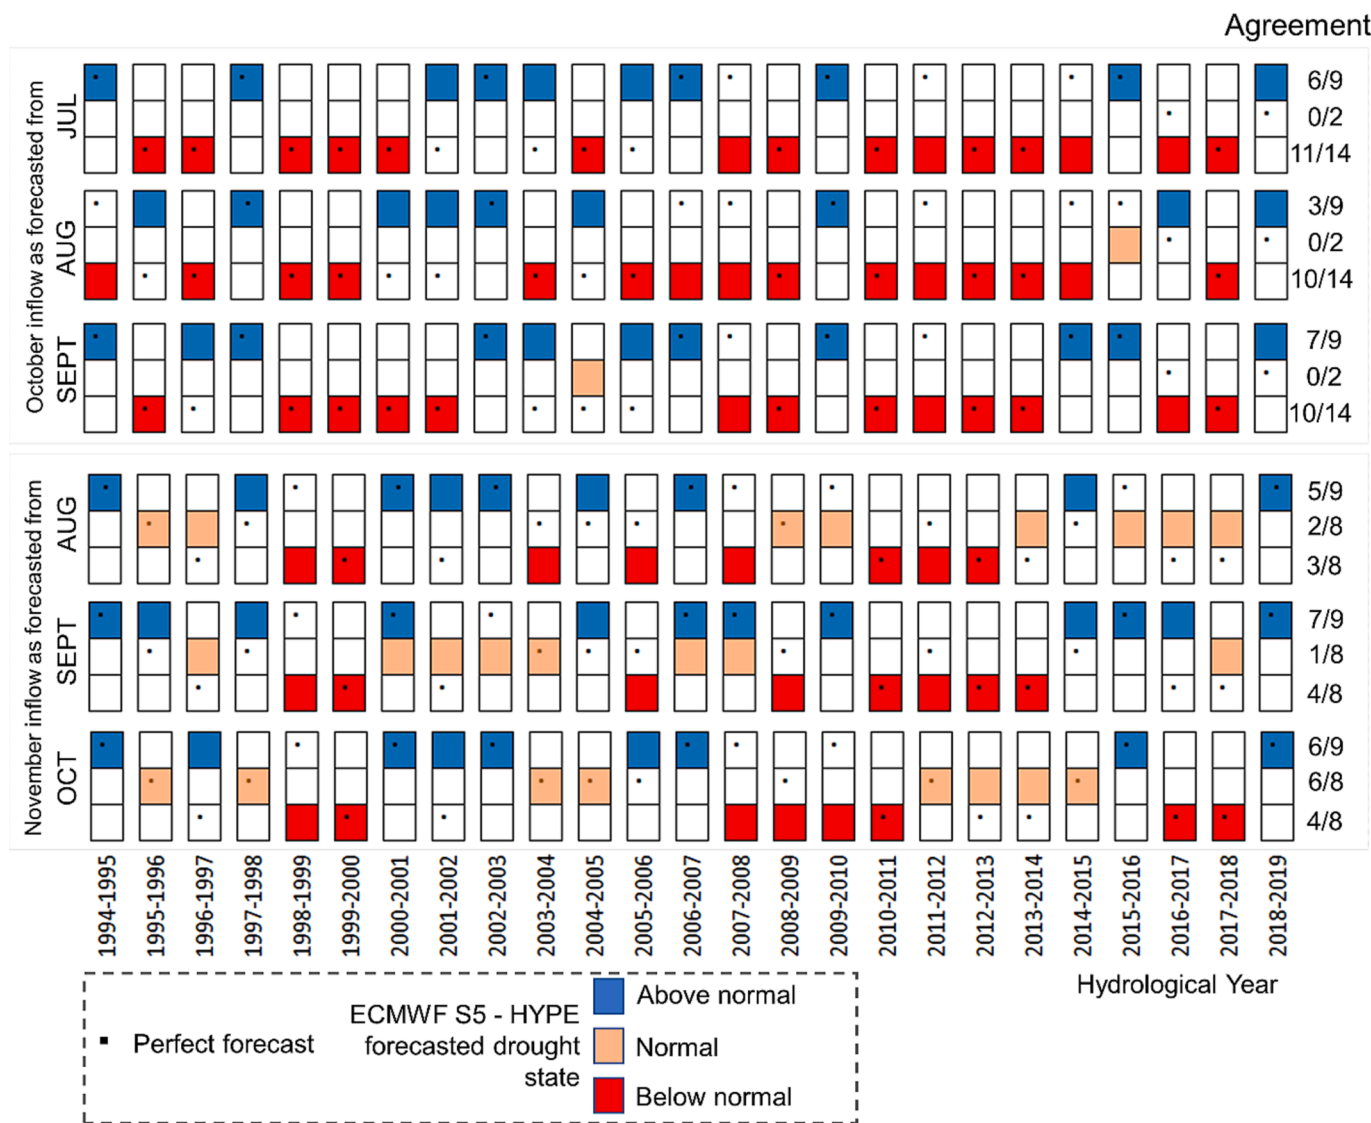 Agreement
October inflow as forecasted from
JUL
6/9
0/2
11/14
AUG
3/9
0/2
10/14
SEPT
7/9
0/2
10/14
November inflow as forecasted from
AUG
5/9
2/8
3/8
SEPT
7/9
1/8
4/8
OCT
6/9
6/8
4/8
1994-1995
1995-1996
1996-1997
1997-1998
1998-1999
1999-2000
2000-2001
2001-2002
2002-2003
2003-2004
2004-2005
2005-2006
2006-2007
2007-2008
2008-2009
2009-2010
2010-2011
2011-2012
2012-2013
2013-2014
2014-2015
2015-2016
2016-2017
2017-2018
2018-2019
Hydrological Year
Perfect forecast
ECMWF S5 - HYPE
forecasted drought
state
Above normal
Normal
Below normal